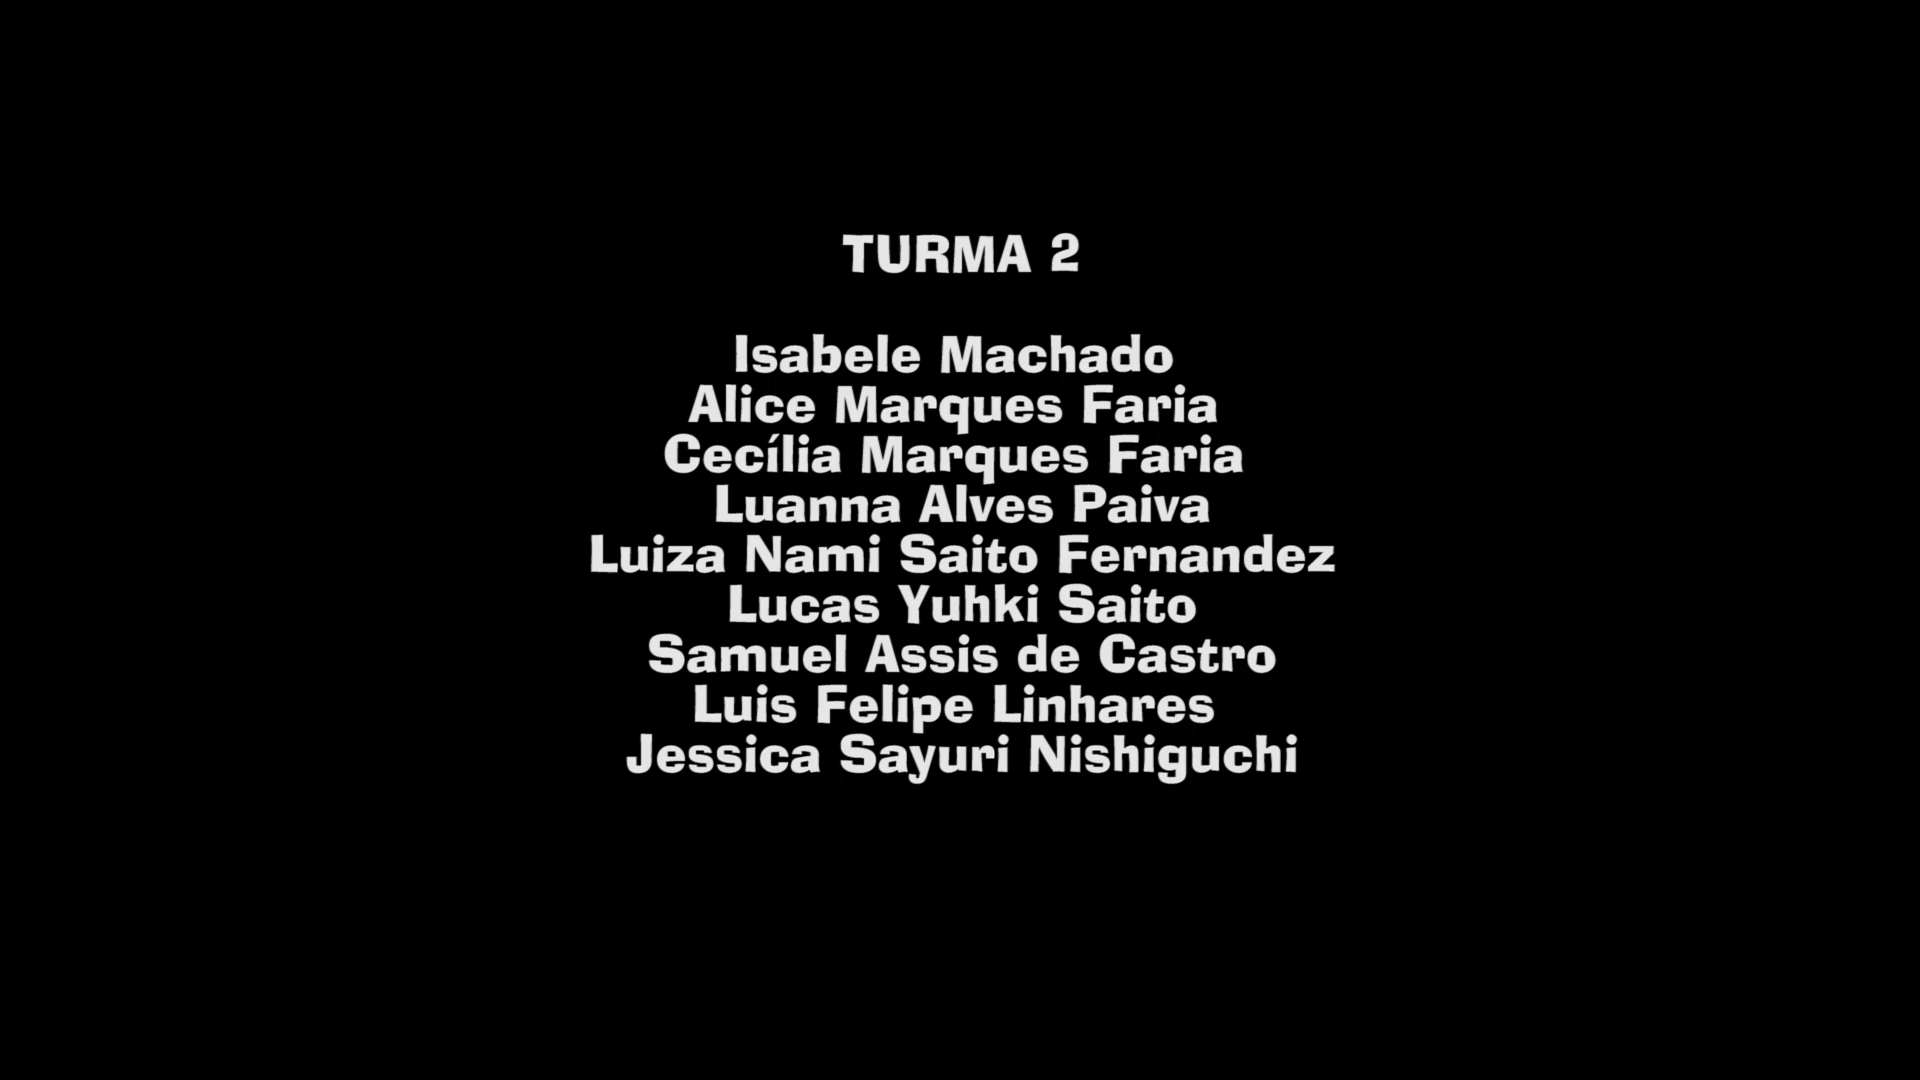 TURMA 2
Isabele Machado
Alice Marques Faria
Cecília Marques Faria
Luanna Alves Paiva
Luiza Nami Saito Fernandez
Lucas Yuhki Saito
Samuel Assis de Castro
Luis Felipe Linhares
Jessica Sayuri Nishiguchi